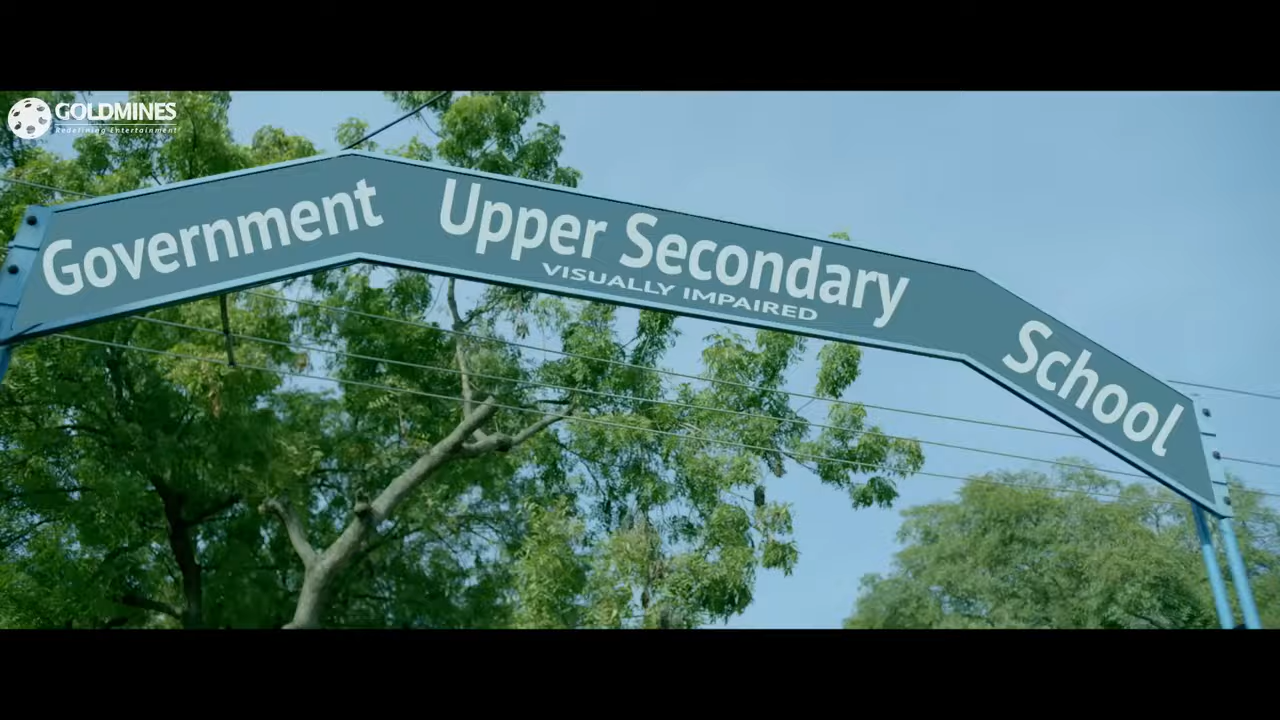 GOLDMINES
Redefining Entertainment
Government Upper Secondary School
VISUALLY IMPAIRED